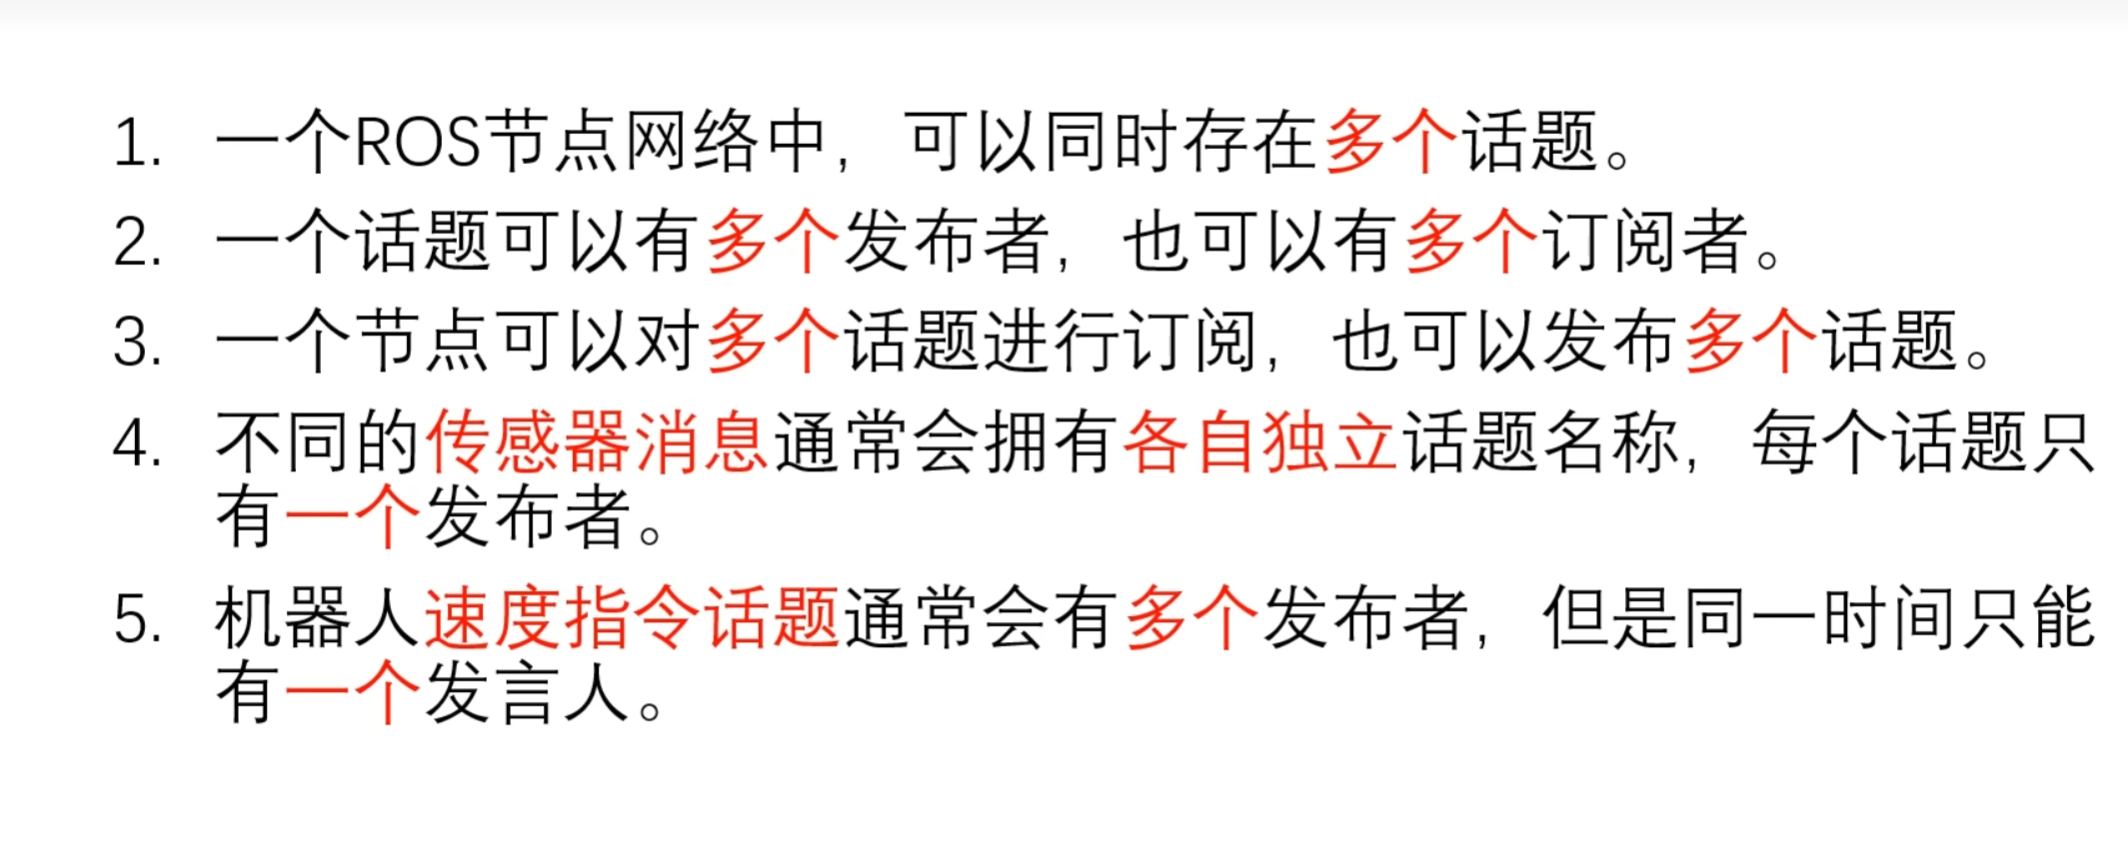 1. 一个ROS节点网络中，可以同时存在多个话题。
2. 一个话题可以有多个发布者，也可以有多个订阅者。
3. 一个节点可以对多个话题进行订阅，也可以发布多个话题。
4. 不同的传感器消息通常会拥有各自独立话题名称，每个话题只
有一个发布者。
5. 机器人速度指令话题通常会有多个发布者，但是同一时间只能
有一个发言人。